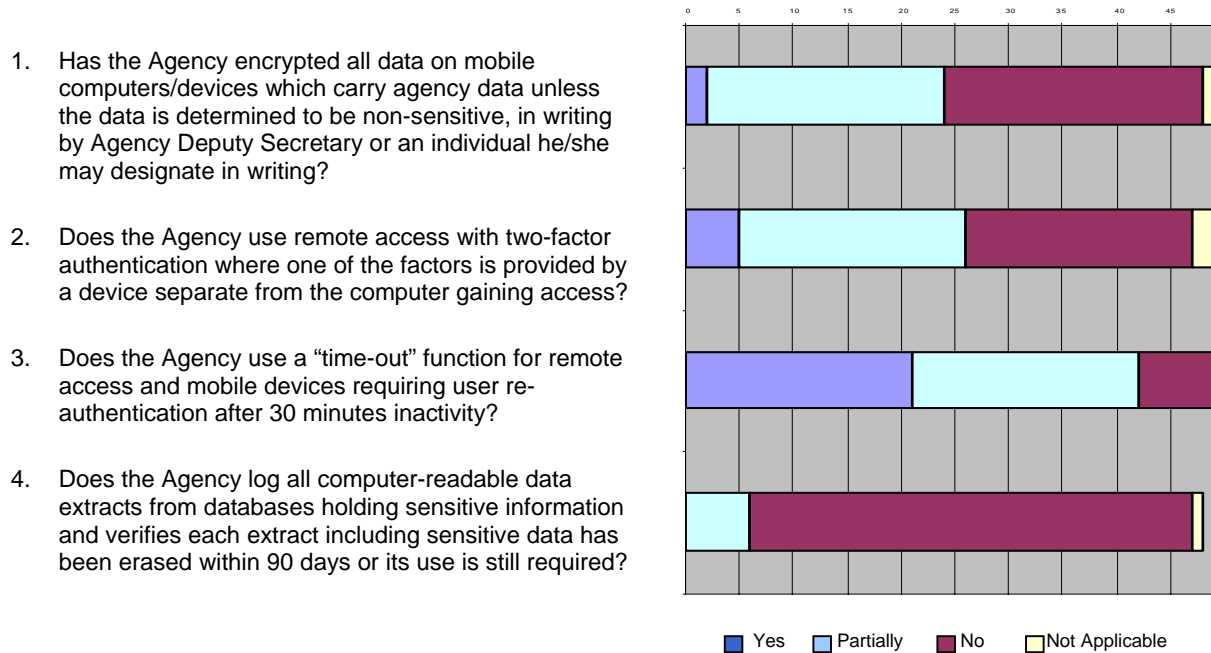 0 5 10 15 20 25 30 35 40 45
1. Has the Agency encrypted all data on mobile
computers/devices which carry agency data unless
the data is determined to be non-sensitive, in writing
by Agency Deputy Secretary or an individual he/she
may designate in writing?
2. Does the Agency use remote access with two-factor
authentication where one of the factors is provided by
a device separate from the computer gaining access?
3. Does the Agency use a “time-out” function for remote
access and mobile devices requiring user re-
authentication after 30 minutes inactivity?
4. Does the Agency log all computer-readable data
extracts from databases holding sensitive information
and verifies each extract including sensitive data has
been erased within 90 days or its use is still required?
Yes Partially No Not Applicable